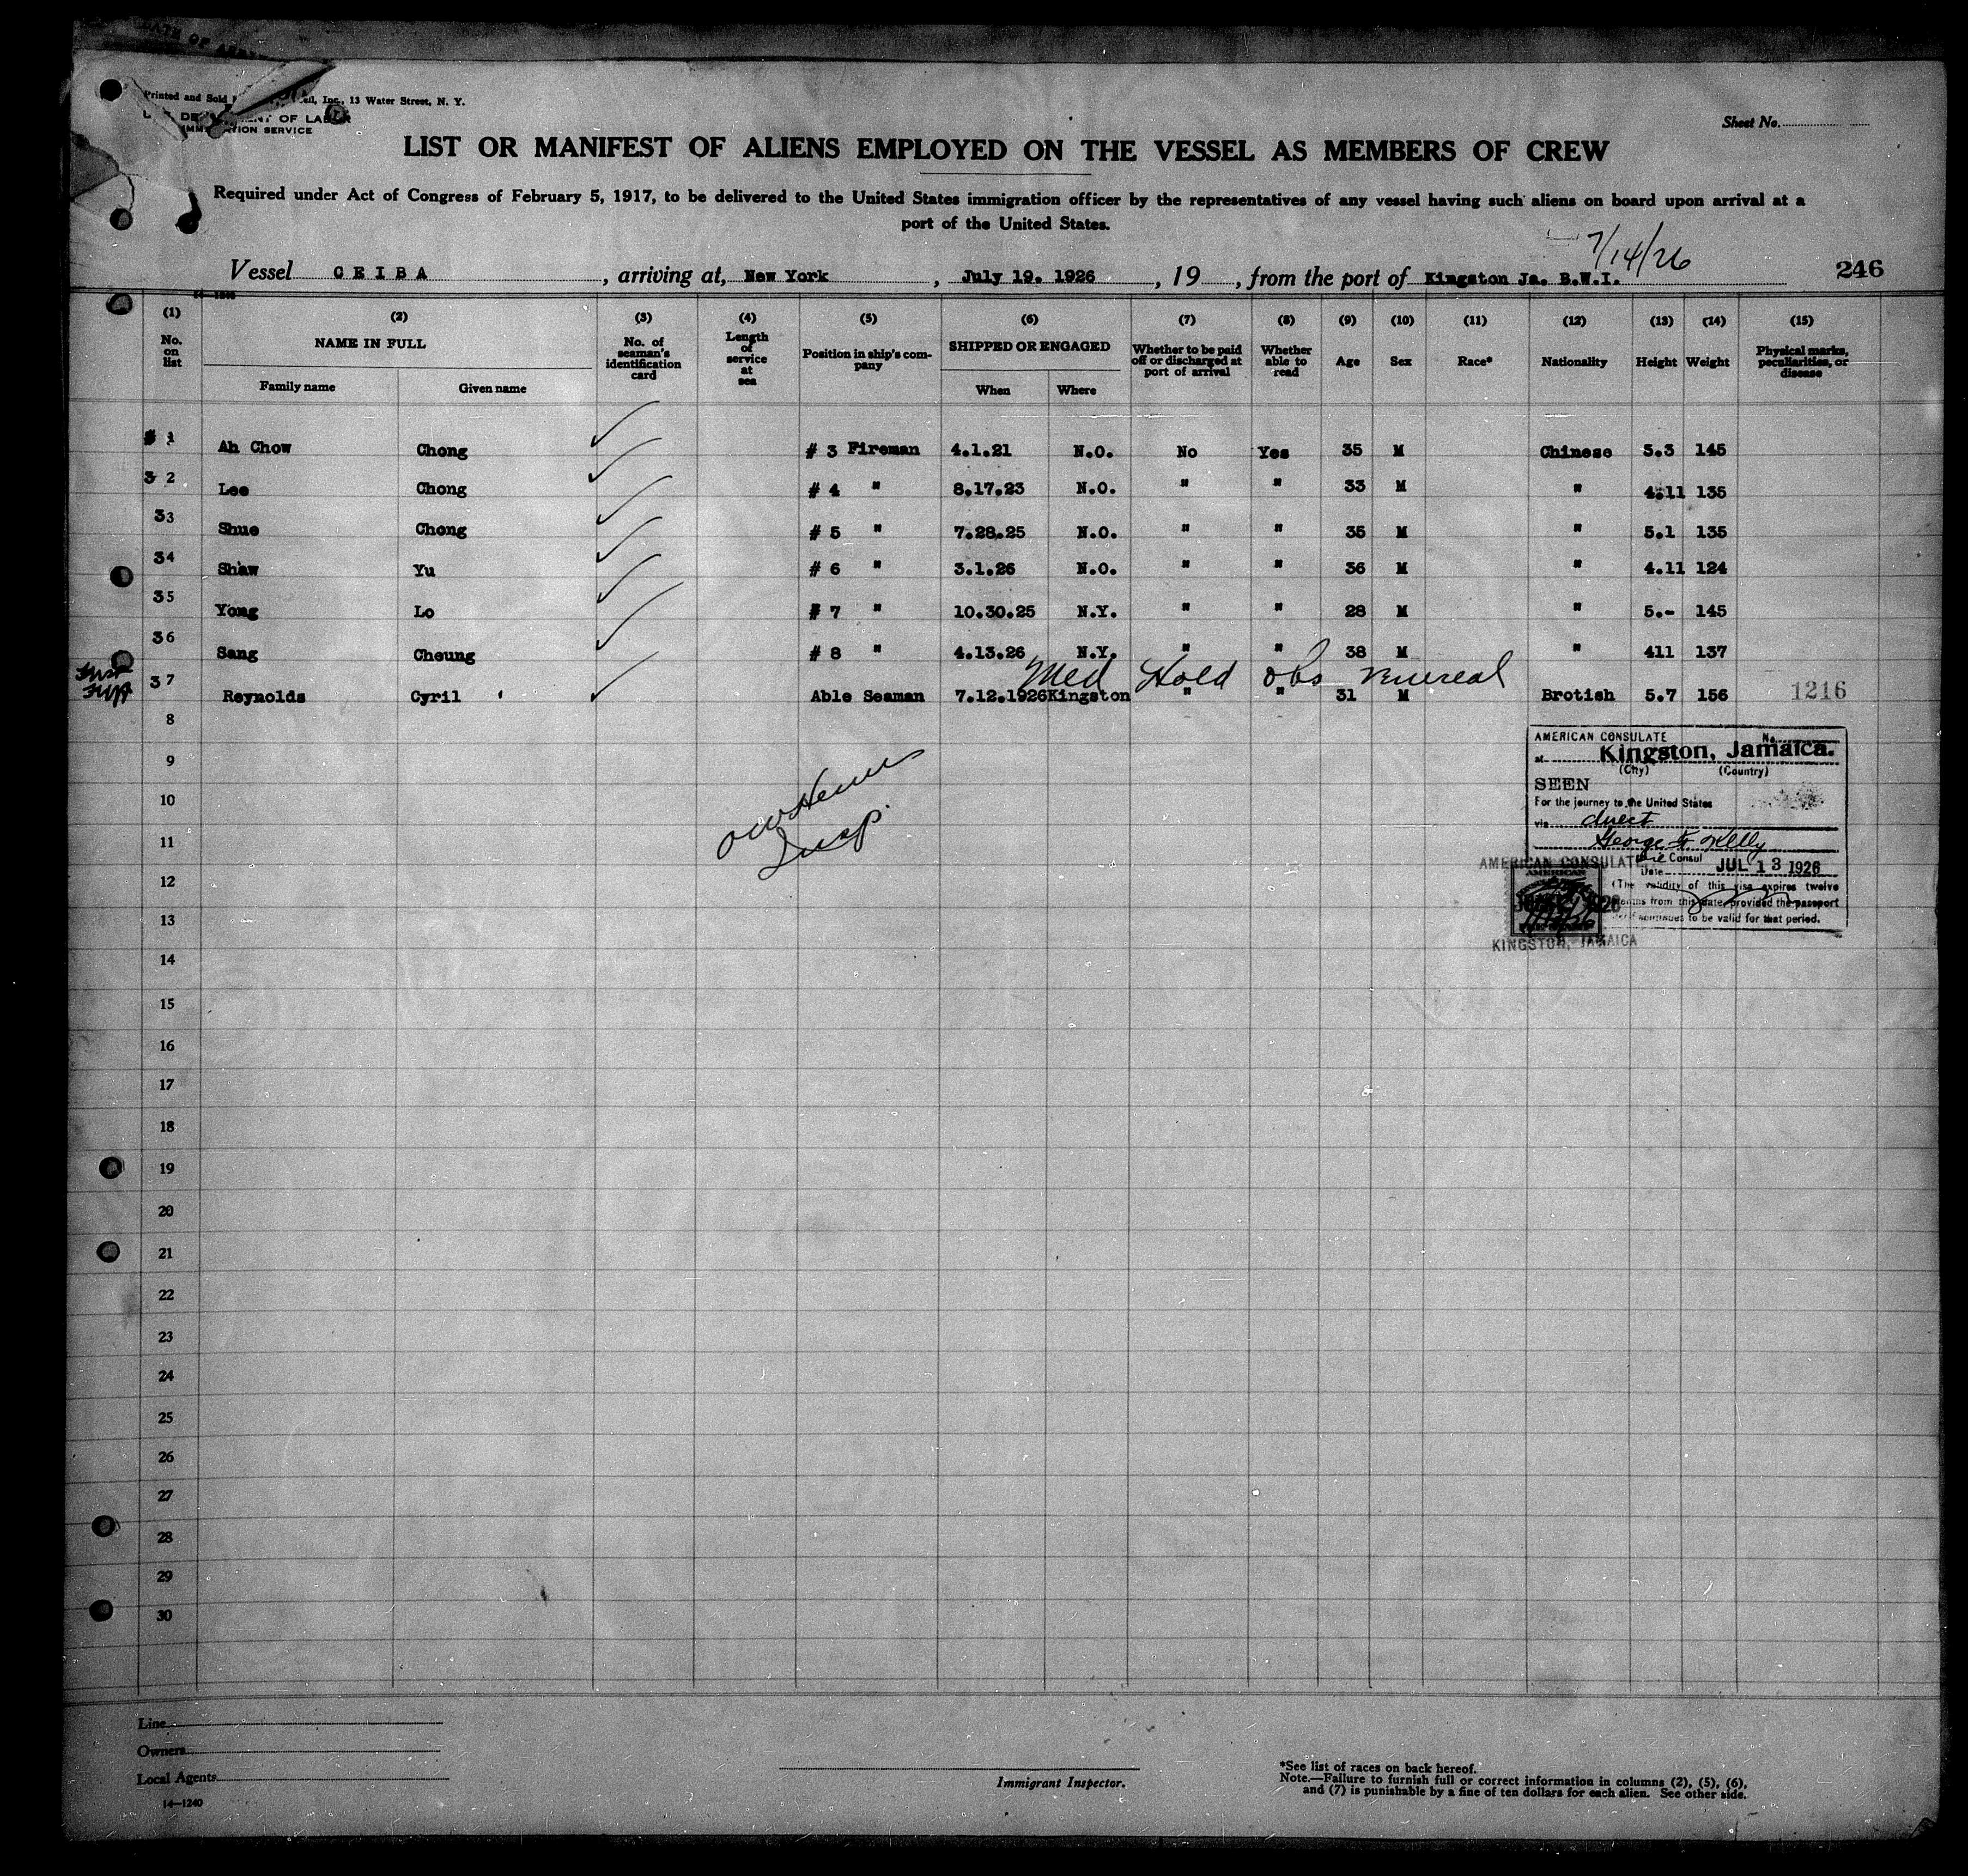 Printed and Sold Inc., 13 Water Street, N. Y.
OF LABOR
IMMIGRATION SERVICE
Sheet No.
LIST OR MANIFEST OF ALIENS EMPLOYED ON THE VESSEL AS MEMBERS OF CREW
Required under Act of Congress of February 5, 1917, to be delivered to the United States immigration officer by the representatives of any vessel having such aliens on board upon arrival at a
port of the United States.
7/14/26
Vessel CEIBA, arriving at, New York, July 19. 1926, 19, from the port of Kingston Ja. B.W.I.
246
(1) (2) (3) (4) (5) (6) (7) (8) (9) (10) (11) (12) (13) (14) (15)
No. on list
NAME IN FULL
Family name Given name
No. of seaman's identification card
Length of service at sea
Position in ship's company
SHIPPED OR ENGAGED
When Where
Whether to be paid off or discharged at port of arrival
Whether able to read
Age Sex Race* Nationality Height Weight
Physical marks, peculiarities, or disease
1 Ah Chow Chong # 3 Fireman 4.1.21 N.O. No Yes 35 M Chinese 5.3 145
32 Lee Chong # 4 " 8.17.23 N.O. " " 33 M " 4.11 135
33 Shue Chong # 5 " 7.28.25 N.O. " " 35 M " 5.1 135
34 Shaw Yu # 6 " 3.1.26 N.O. " " 36 M " 4.11 124
35 Yong Lo # 7 " 10.30.25 N.Y. " " 28 M " 5.- 145
36 Sang Cheung # 8 " 4.13.26 N.Y. " " 38 M " 411 137
Med Hold obs venereal
37 Reynolds Cyril Able Seaman 7.12.1926 Kingston " " 31 M Brotish 5.7 156 1216
8
9
10
11
12
13
14
15
16
17
18
19
20
21
22
23
24
25
26
27
28
29
30
Insp.
AMERICAN CONSULATE No.
at Kingston, Jamaica.
(City) (Country)
SEEN
For the journey to the United States
via direct
George F Kelly
Vice Consul
Date JUL 13 1926
(The validity of this visa expires twelve
months from this date provided the passport
continues to be valid for that period.
AMERICAN CONSULATE
KINGSTON, JAMAICA
Line
Owners
Local Agents
14—1240
Immigrant Inspector.
*See list of races on back hereof.
Note.—Failure to furnish full or correct information in columns (2), (5), (6),
and (7) is punishable by a fine of ten dollars for each alien. See other side.